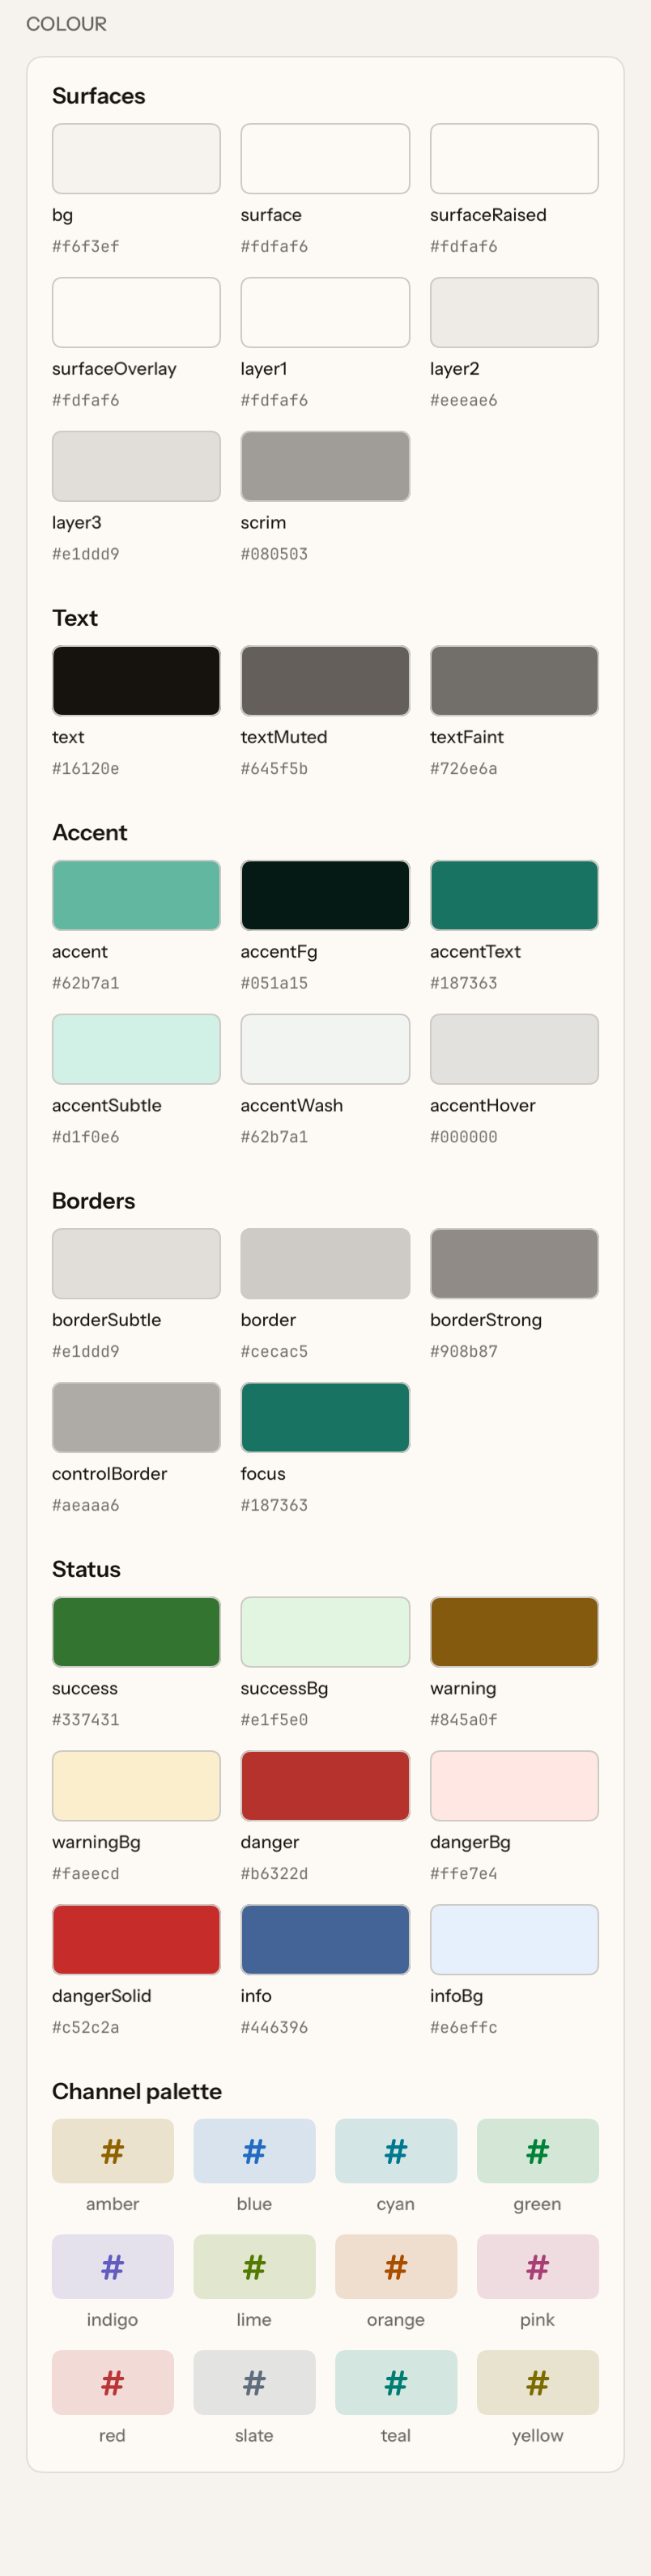 COLOUR
Surfaces
bg surface surfaceRaised
#f6f3ef #fdfaf6 #fdfaf6
surfaceOverlay layer1 layer2
#fdfaf6 #fdfaf6 #eeeae6
layer3 scrim
#e1ddd9 #080503
Text
text textMuted textFaint
#16120e #645f5b #726e6a
Accent
accent accentFg accentText
#62b7a1 #051a15 #187363
accentSubtle accentWash accentHover
#d1f0e6 #62b7a1 #000000
Borders
borderSubtle border borderStrong
#e1ddd9 #cecac5 #908b87
controlBorder focus
#aeaaa6 #187363
Status
success successBg warning
#337431 #e1f5e0 #845a0f
warningBg danger dangerBg
#faeecd #b6322d #ffe7e4
dangerSolid info infoBg
#c52c2a #446396 #e6effc
Channel palette
# # # #
amber blue cyan green
# # # #
indigo lime orange pink
# # # #
red slate teal yellow